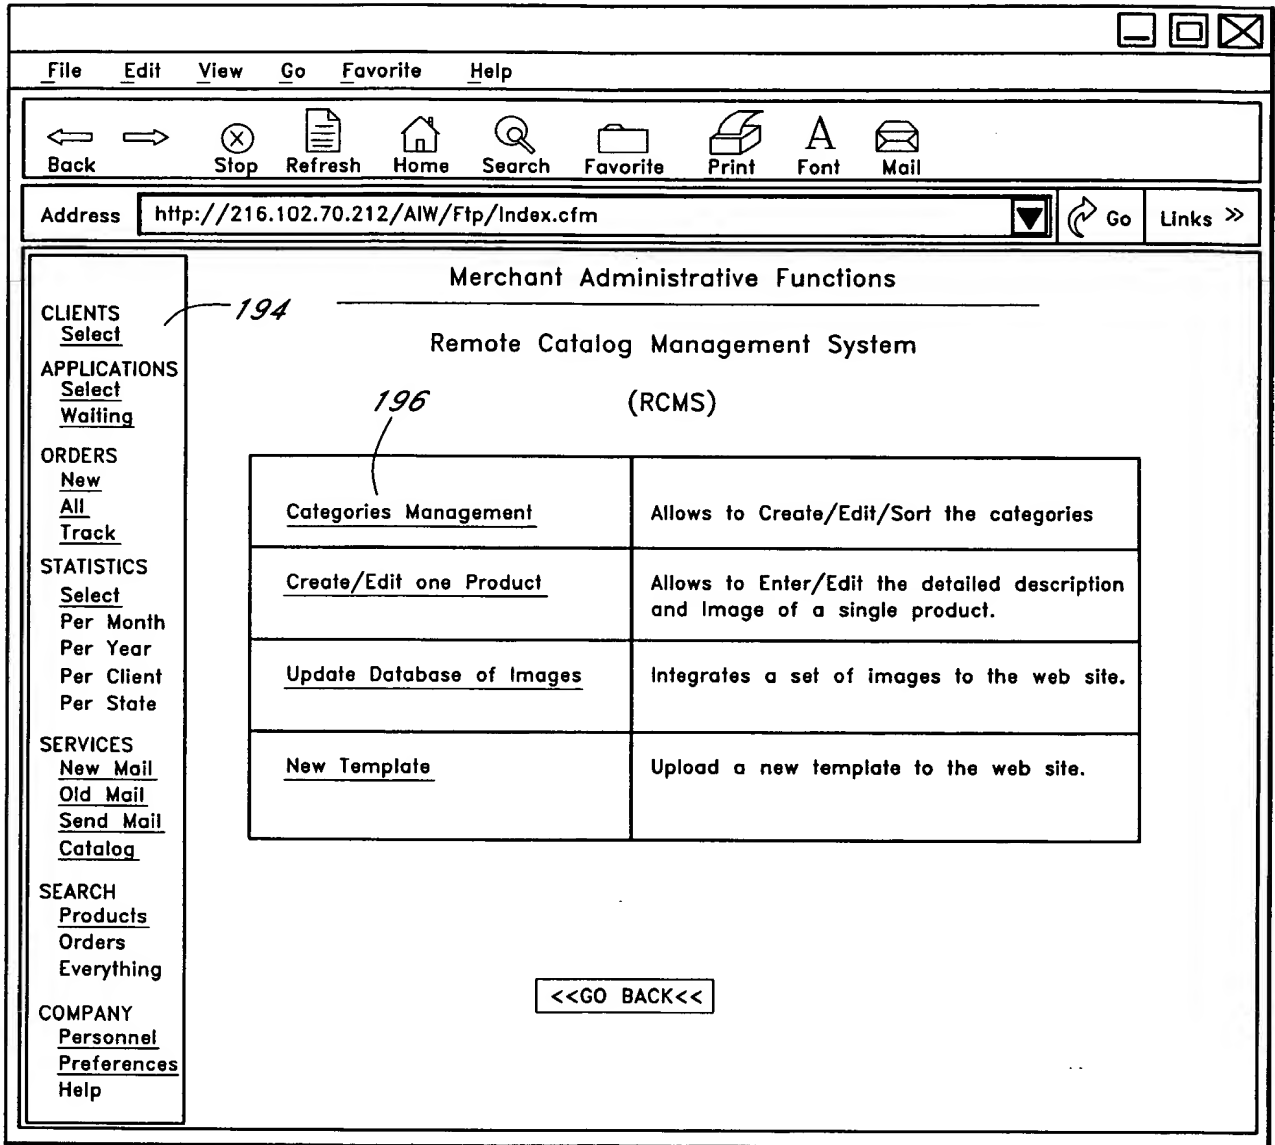 File Edit View Go Favorite Help
Back Stop Refresh Home Search Favorite Print Font Mail
Address http://216.102.70.212/AIW/Ftp/Index.cfm Go Links >>
CLIENTS
Select
APPLICATIONS
Select
Waiting
ORDERS
New
All
Track
STATISTICS
Select
Per Month
Per Year
Per Client
Per State
SERVICES
New Mail
Old Mail
Send Mail
Catalog
SEARCH
Products
Orders
Everything
COMPANY
Personnel
Preferences
Help
194
Merchant Administrative Functions
Remote Catalog Management System
(RCMS)
196
Categories Management
Allows to Create/Edit/Sort the categories
Create/Edit one Product
Allows to Enter/Edit the detailed description
and Image of a single product.
Update Database of Images
Integrates a set of images to the web site.
New Template
Upload a new template to the web site.
<<GO BACK<<